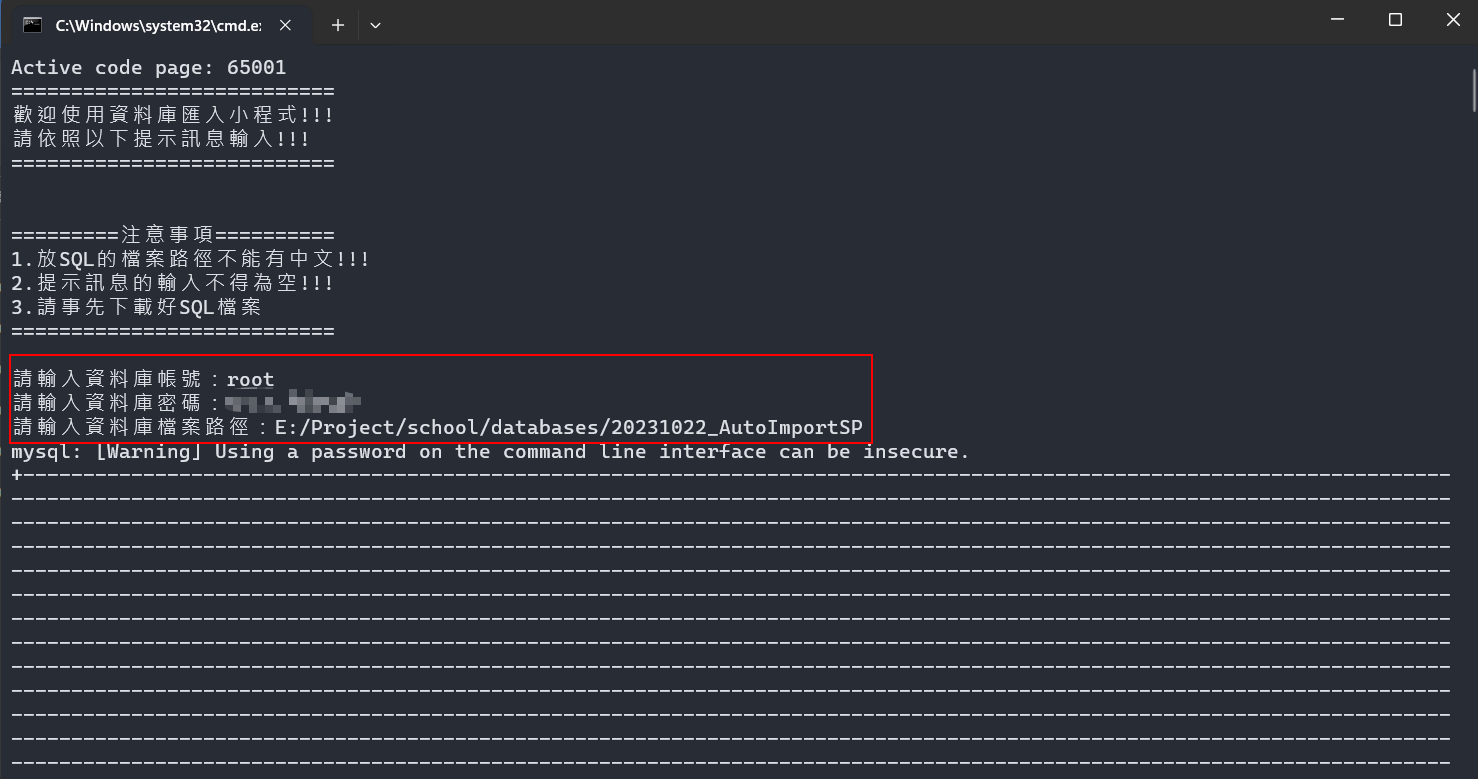 C:\Windows\system32\cmd.e
Active code page: 65001
===========================
歡迎使用資料庫匯入小程式!!!
請依照以下提示訊息輸入!!!
===========================
=========注意事項==========
1.放SQL的檔案路徑不能有中文!!!
2.提示訊息的輸入不得為空!!!
3.請事先下載好SQL檔案
===========================
請輸入資料庫帳號：root
請輸入資料庫密碼：
請輸入資料庫檔案路徑：E:/Project/school/databases/20231022_AutoImportSP
mysql: [Warning] Using a password on the command line interface can be insecure.